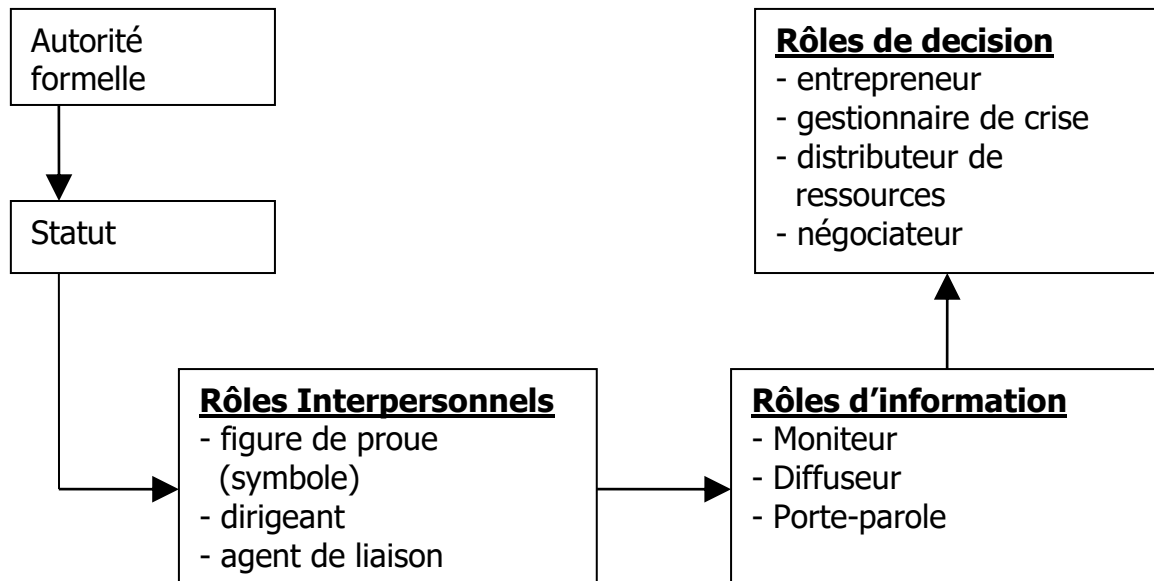 Autorité
formelle
Statut
Rôles Interpersonnels
- figure de proue
(symbole)
- dirigeant
- agent de liaison
Rôles d’information
- Moniteur
- Diffuseur
- Porte-parole
Rôles de decision
- entrepreneur
- gestionnaire de crise
- distributeur de
ressources
- négociateur